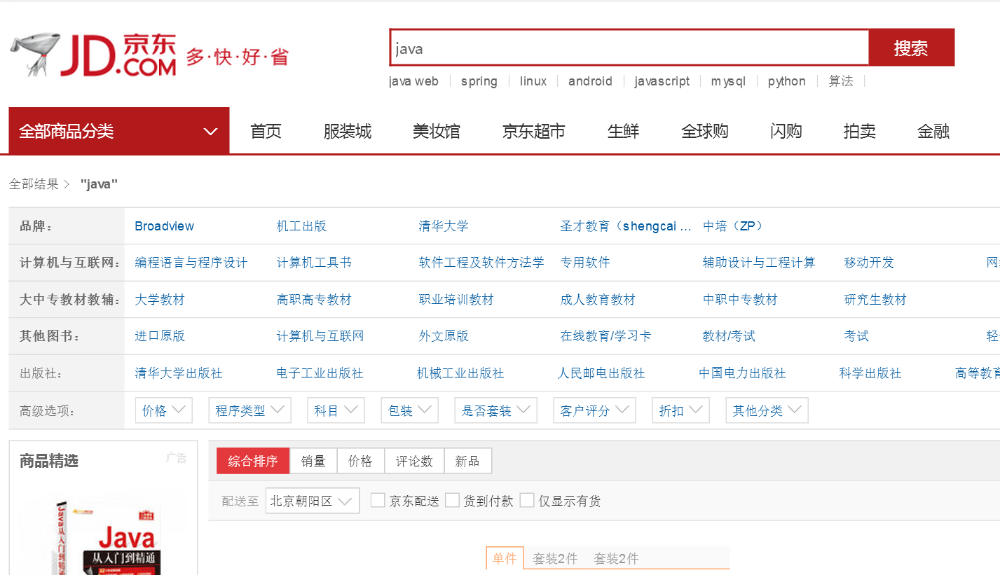 JD.COM 京东 多·快·好·省
java 搜索
java web spring linux android javascript mysql python 算法
全部商品分类 首页 服装城 美妆馆 京东超市 生鲜 全球购 闪购 拍卖 金融
全部结果 > "java"
品牌： Broadview 机工出版 清华大学 圣才教育（shengcai ... 中培（ZP）
计算机与互联网： 编程语言与程序设计 计算机工具书 软件工程及软件方法学 专用软件 辅助设计与工程计算 移动开发 网
大中专教材教辅： 大学教材 高职高专教材 职业培训教材 成人教育教材 中职中专教材 研究生教材
其他图书： 进口原版 计算机与互联网 外文原版 在线教育/学习卡 教材/考试 考试 轻
出版社： 清华大学出版社 电子工业出版社 机械工业出版社 人民邮电出版社 中国电力出版社 科学出版社 高等教育
高级选项： 价格 程序类型 科目 包装 是否套装 客户评分 折扣 其他分类
商品精选 广告
综合排序 销量 价格 评论数 新品
配送至 北京朝阳区 京东配送 货到付款 仅显示有货
Java从入门到精通
Java
从入门到精通
单件 套装2件 套装2件